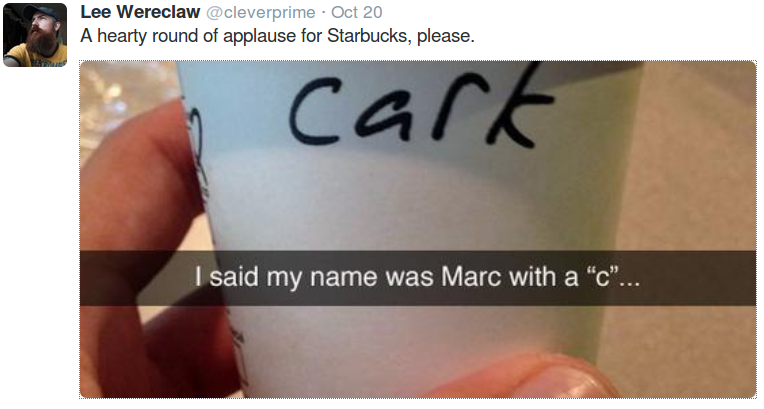 Lee Wereclaw @cleverprime · Oct 20
A hearty round of applause for Starbucks, please.
cark
I said my name was Marc with a “c”...